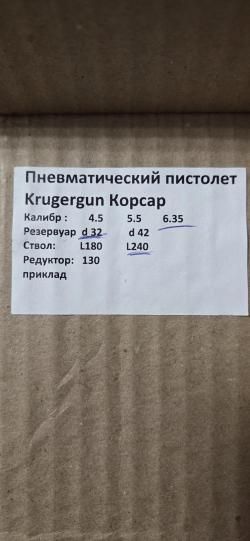 Пневматический пистолет
Krugergun Корсар
Калибр : 4.5 5.5 6.35
Резервуар d 32 d 42
Ствол: L180 L240
Редуктор: 130
приклад